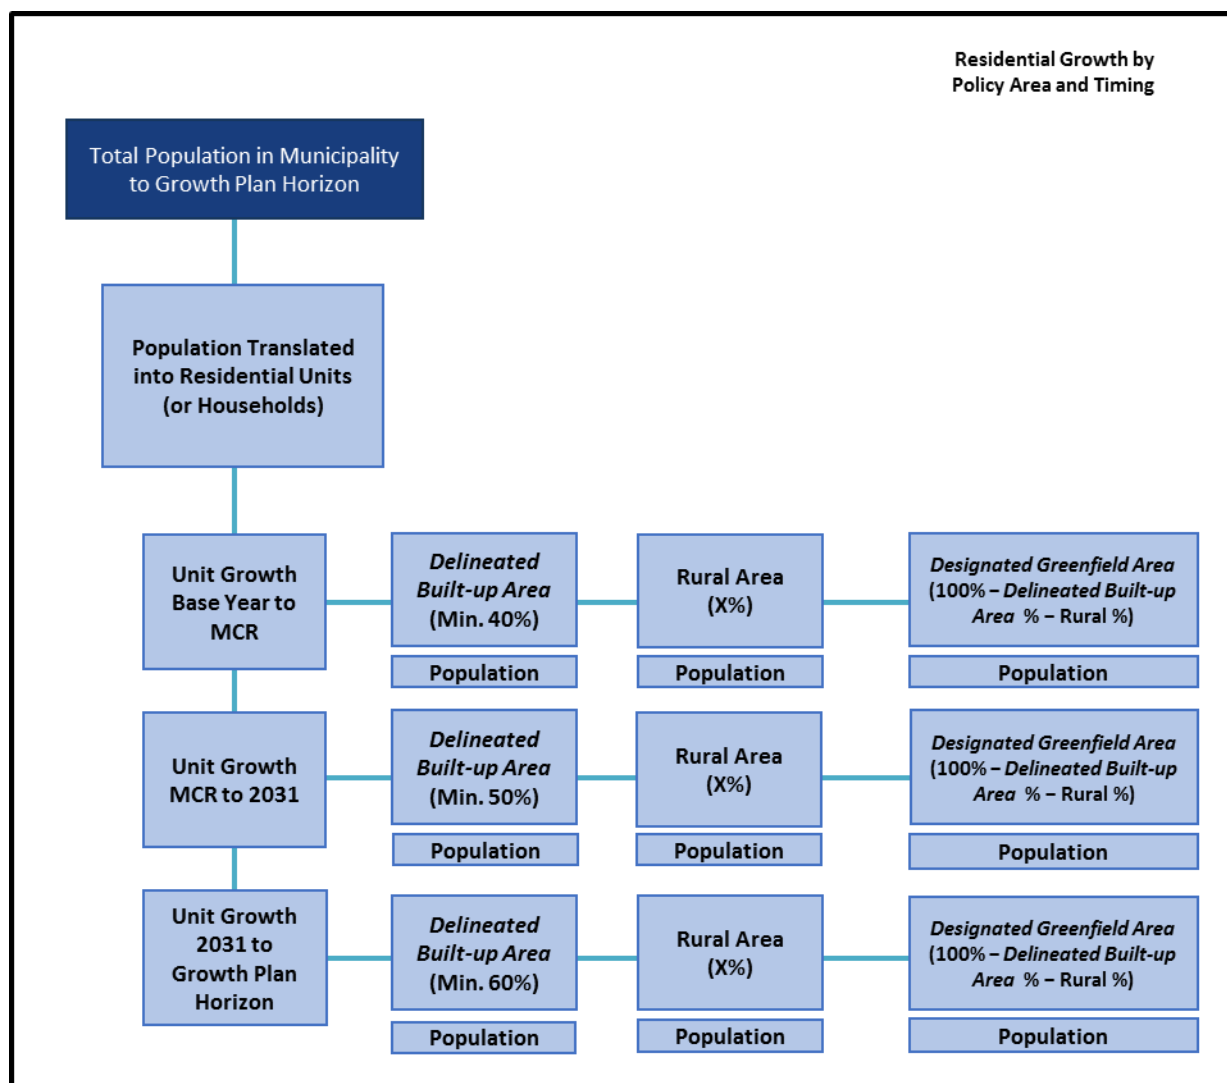 Residential Growth by
Policy Area and Timing
Total Population in Municipality
to Growth Plan Horizon
Population Translated
into Residential Units
(or Households)
Unit Growth
Base Year to
MCR
Delineated
Built-up Area
(Min. 40%)
Population
Rural Area
(X%)
Population
Designated Greenfield Area
(100% – Delineated Built-up
Area % – Rural %)
Population
Unit Growth
MCR to 2031
Delineated
Built-up Area
(Min. 50%)
Population
Rural Area
(X%)
Population
Designated Greenfield Area
(100% – Delineated Built-up
Area % – Rural %)
Population
Unit Growth
2031 to
Growth Plan
Horizon
Delineated
Built-up Area
(Min. 60%)
Population
Rural Area
(X%)
Population
Designated Greenfield Area
(100% – Delineated Built-up
Area % – Rural %)
Population